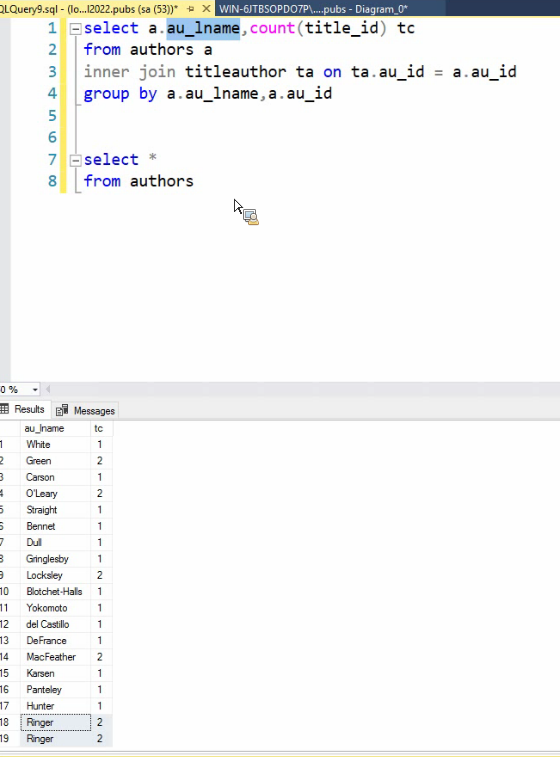 QLQuery9.sql - (lo...l2022.pubs (sa (53))* WIN-6JTBSOPDO7P\....pubs - Diagram_0*
1 select a.au_lname,count(title_id) tc
2 from authors a
3 inner join titleauthor ta on ta.au_id = a.au_id
4 group by a.au_lname,a.au_id
5
6
7 select *
8 from authors
0 %
Results Messages
au_lname tc
1 White 1
2 Green 2
3 Carson 1
4 O'Leary 2
5 Straight 1
6 Bennet 1
7 Dull 1
8 Gringlesby 1
9 Locksley 2
10 Blotchet-Halls 1
11 Yokomoto 1
12 del Castillo 1
13 DeFrance 1
14 MacFeather 2
15 Karsen 1
16 Panteley 1
17 Hunter 1
18 Ringer 2
19 Ringer 2